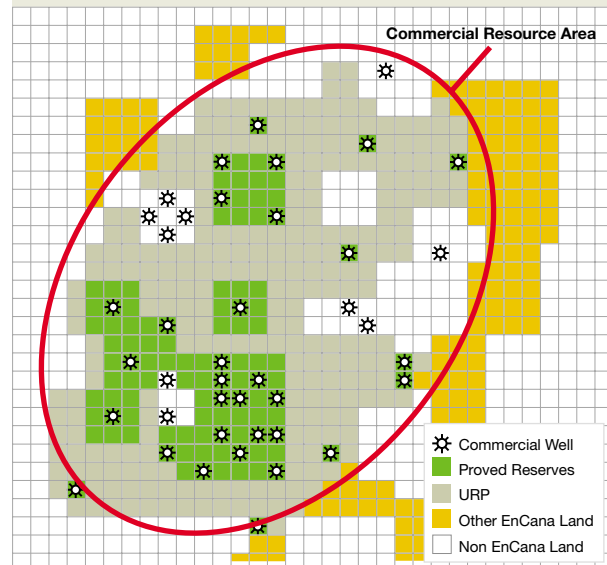 Commercial Resource Area
Commercial Well
Proved Reserves
URP
Other EnCana Land
Non EnCana Land